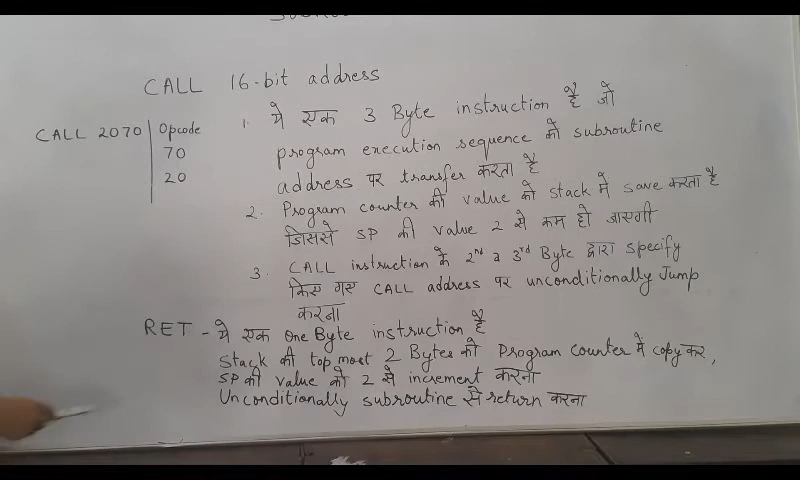 CALL 16-bit address
CALL 2070 Opcode
70
20
1. ये एक 3 Byte instruction है जो
program execution sequence को subroutine
address पर transfer करता है
2. Program counter की value को stack में save करता है
जिससे SP की value 2 से कम हो जाएगी
3. CALL instruction के 2nd व 3rd Byte द्वारा specify
किए गए CALL address पर unconditionally Jump
करना
RET - ये एक One Byte instruction है
Stack की top most 2 Bytes को Program Counter में copy कर,
SP की value को 2 से increment करना
Unconditionally subroutine से return करना